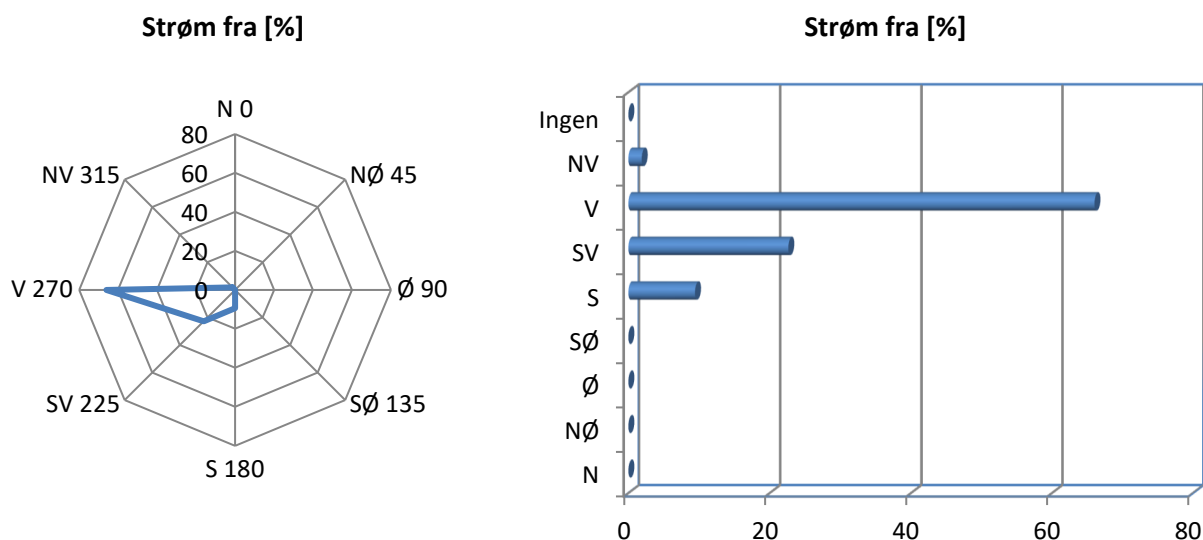 Strøm fra [%]
N 0
NØ 45
Ø 90
SØ 135
S 180
SV 225
V 270
NV 315
80
60
40
20
0
Strøm fra [%]
Ingen
NV
V
SV
S
SØ
Ø
NØ
N
0 20 40 60 80